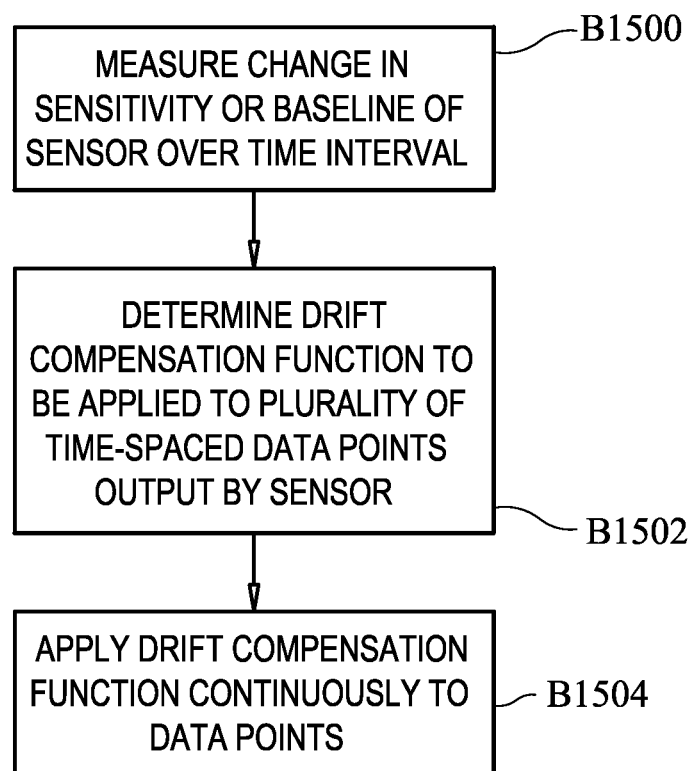 B1500
MEASURE CHANGE IN
SENSITIVITY OR BASELINE OF
SENSOR OVER TIME INTERVAL
DETERMINE DRIFT
COMPENSATION FUNCTION TO
BE APPLIED TO PLURALITY OF
TIME-SPACED DATA POINTS
OUTPUT BY SENSOR
B1502
APPLY DRIFT COMPENSATION
FUNCTION CONTINUOUSLY TO
DATA POINTS
B1504